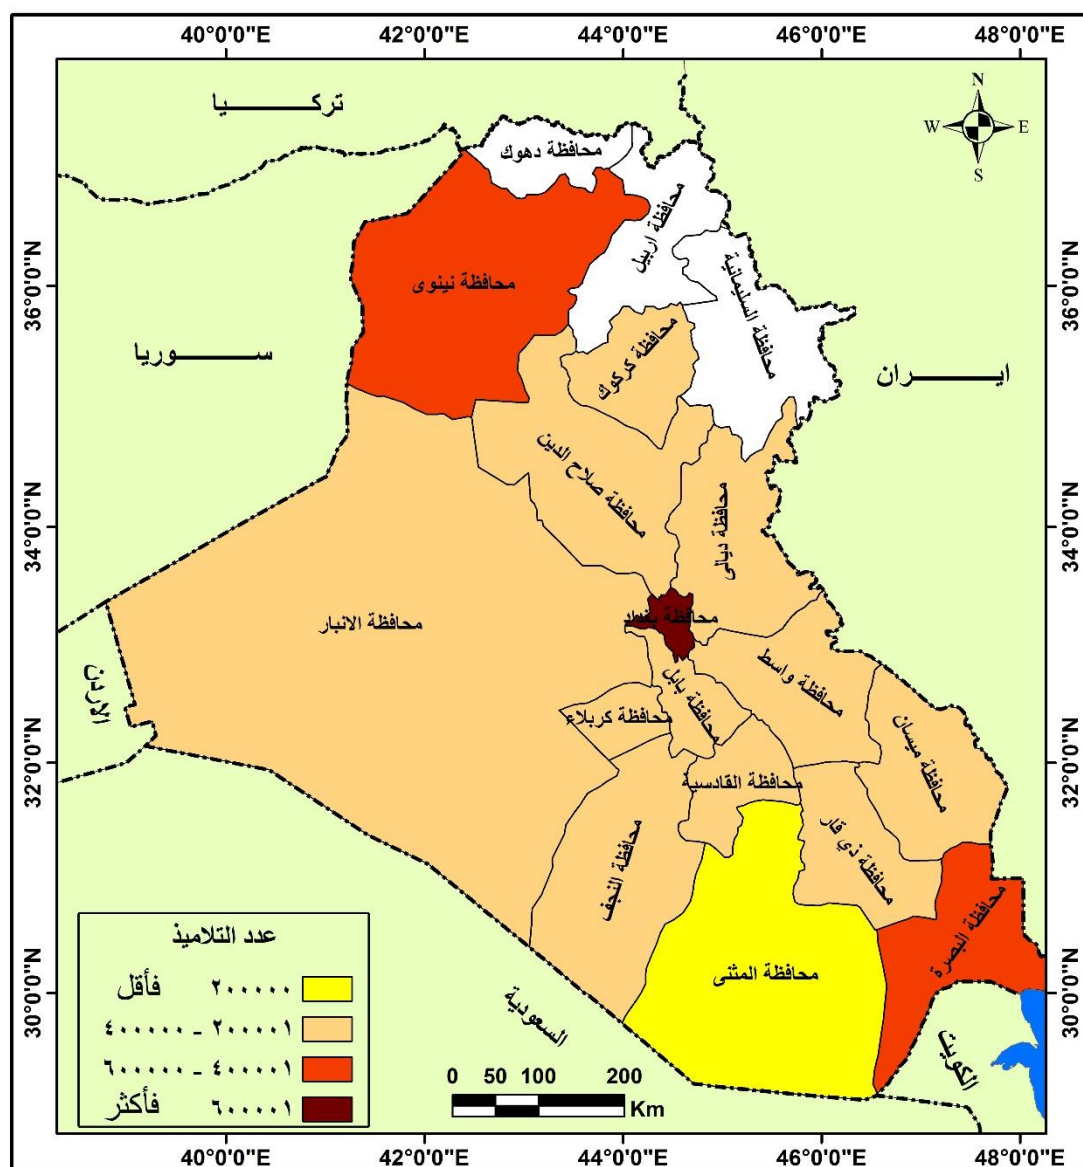 40°0'0"E 42°0'0"E 44°0'0"E 46°0'0"E 48°0'0"E
N
W E
S
تركـــــيا
محافظة دهوك
محافظة اربيل
محافظة السليمانية
36°0'0"N
36°0'0"N
محافظة نينوى
ســـــوريا
محافظة كركوك
ايـــــران
محافظة صلاح الدين
محافظة ديالى
34°0'0"N
34°0'0"N
محافظة الانبار
محافظة بغداد
محافظة واسط
الاردن
محافظة بابل
محافظة كربلاء
محافظة ميسان
32°0'0"N
32°0'0"N
محافظة القادسية
محافظة النجف
محافظة ذي قار
محافظة البصرة
محافظة المثنى
30°0'0"N
30°0'0"N
السعودية
الكويت
عدد التلاميذ
٢٠٠٠٠٠ فأقل
٢٠٠٠٠١ - ٤٠٠٠٠٠
٤٠٠٠٠١ - ٦٠٠٠٠٠
٦٠٠٠٠١ فأكثر
0 50 100 200
Km
40°0'0"E 42°0'0"E 44°0'0"E 46°0'0"E 48°0'0"E